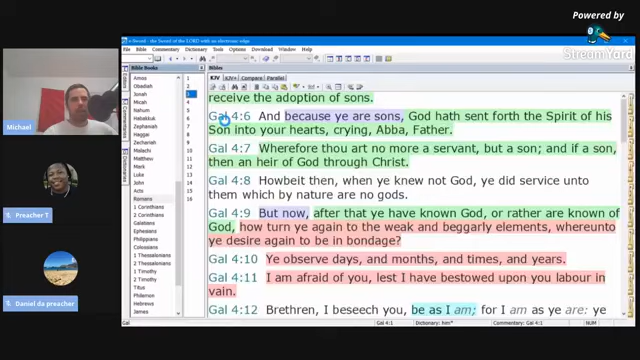 Powered by
StreamYard
e-Sword - the Sword of the LORD with an electronic edge
File Edit Bible Commentary Dictionary Tools Options Download Window Help
Bible Books
Bibles
KJV KJV+ Compare Parallel
Amos
Obadiah
Jonah
Micah
Nahum
Habakkuk
Zephaniah
Haggai
Zechariah
Malachi
Matthew
Mark
Luke
John
Acts
Romans
1 Corinthians
2 Corinthians
Galatians
Ephesians
Philippians
Colossians
1 Thessalonians
2 Thessalonians
1 Timothy
2 Timothy
Titus
Philemon
Hebrews
James
1
2
3
4
5
6
7
8
9
10
11
12
13
14
15
16
receive the adoption of sons.
Gal 4:6 And because ye are sons, God hath sent forth the Spirit of his
Son into your hearts, crying, Abba, Father.
Gal 4:7 Wherefore thou art no more a servant, but a son; and if a son,
then an heir of God through Christ.
Gal 4:8 Howbeit then, when ye knew not God, ye did service unto
them which by nature are no gods.
Gal 4:9 But now, after that ye have known God, or rather are known of
God, how turn ye again to the weak and beggarly elements, whereunto
ye desire again to be in bondage?
Gal 4:10 Ye observe days, and months, and times, and years.
Gal 4:11 I am afraid of you, lest I have bestowed upon you labour in
vain.
Gal 4:12 Brethren, I beseech you, be as I am; for I am as ye are: ye
Gal 4:1
Dictionary: him*
Commentary: Gal 4:1
NUM
Michael
Preacher T
Daniel da preacher